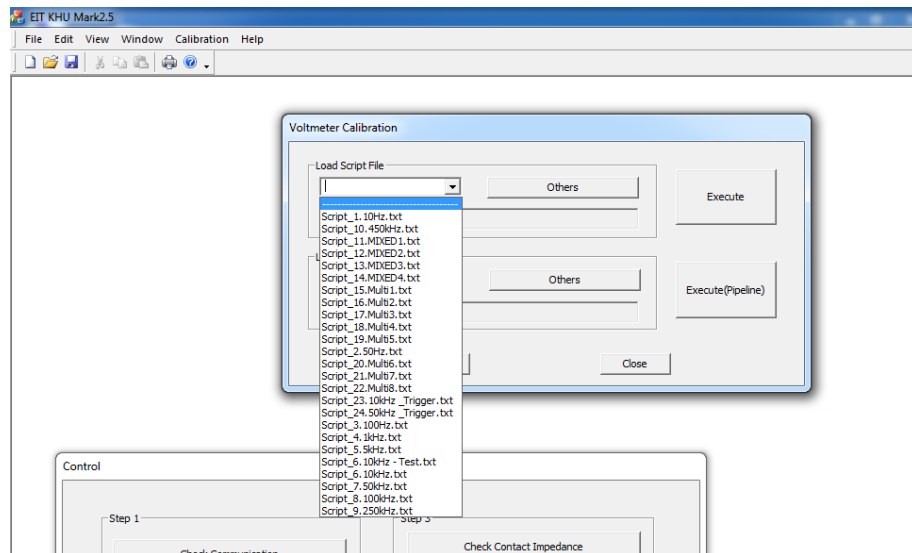 EIT KHU Mark2.5
File Edit View Window Calibration Help
Voltmeter Calibration
Load Script File
Others
Execute
------------------------------------
Script_1.10Hz.txt
Script_10.450kHz.txt
Script_11.MIXED1.txt
Script_12.MIXED2.txt
Script_13.MIXED3.txt
Script_14.MIXED4.txt
Script_15.Multi1.txt
Script_16.Multi2.txt
Script_17.Multi3.txt
Script_18.Multi4.txt
Script_19.Multi5.txt
Script_2.50Hz.txt
Script_20.Multi6.txt
Script_21.Multi7.txt
Script_22.Multi8.txt
Script_23.10kHz _Trigger.txt
Script_24.50kHz _Trigger.txt
Script_3.100Hz.txt
Script_4.1kHz.txt
Script_5.5kHz.txt
Script_6.10kHz - Test.txt
Script_6.10kHz.txt
Script_7.50kHz.txt
Script_8.100kHz.txt
Script_9.250kHz.txt
Others
Execute(Pipeline)
Close
Control
Step 1
Step 3
Check Communication
Check Contact Impedance